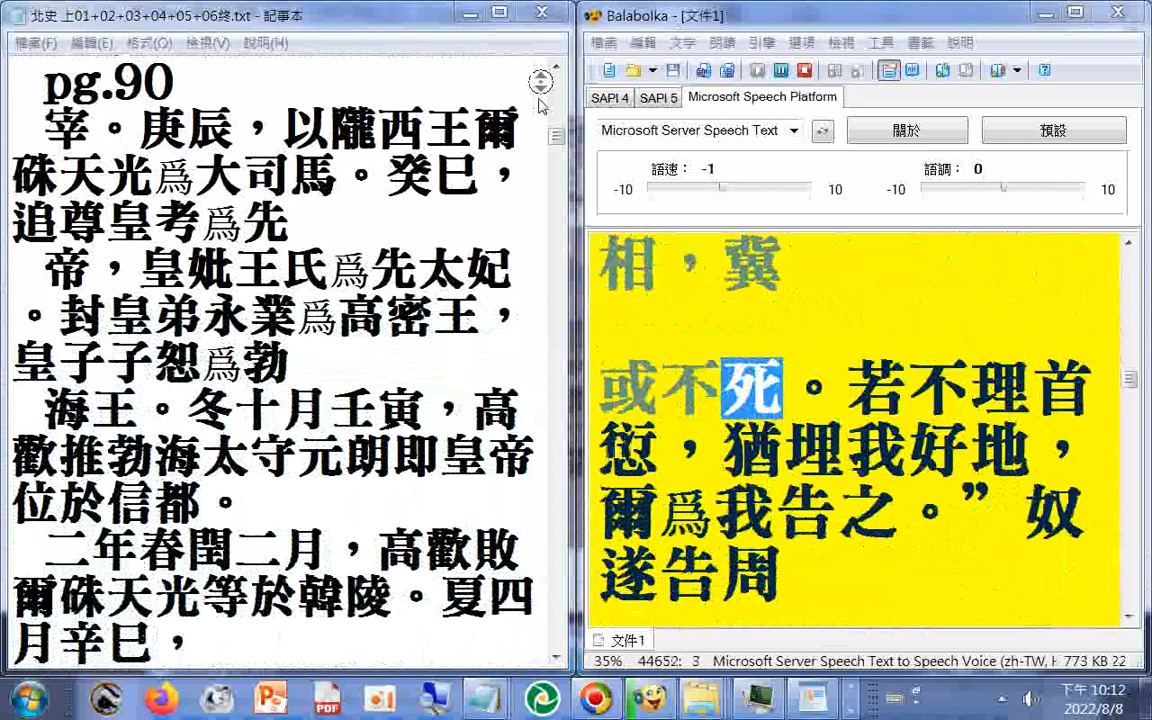 北史 上01+02+03+04+05+06终.txt - 記事本
檔案(F) 編輯(E) 格式(O) 檢視(V) 說明(H)
pg.90
宰。庚辰，以隴西王爾
硃天光爲大司馬。癸巳，
追尊皇考爲先
帝，皇妣王氏爲先太妃
。封皇弟永業爲高密王，
皇子子恕爲勃
海王。冬十月壬寅，高
歡推勃海太守元朗即皇帝
位於信都。
二年春閏二月，高歡敗
爾硃天光等於韓陵。夏四
月辛巳，
Balabolka - [文件1]
檔案 編輯 文字 閱讀 引擎 選項 檢視 工具 書籤 說明
SAPI 4 SAPI 5 Microsoft Speech Platform
Microsoft Server Speech Text 關於 預設
語速： -1 語調： 0
-10 10 -10 10
相，冀
或不死。若不理首
愆，猶埋我好地，
爾爲我告之。” 奴
遂告周
文件1
35% 44652: 3 Microsoft Server Speech Text to Speech Voice (zh-TW, H 773 KB 22
下午 10:12
2022/8/8